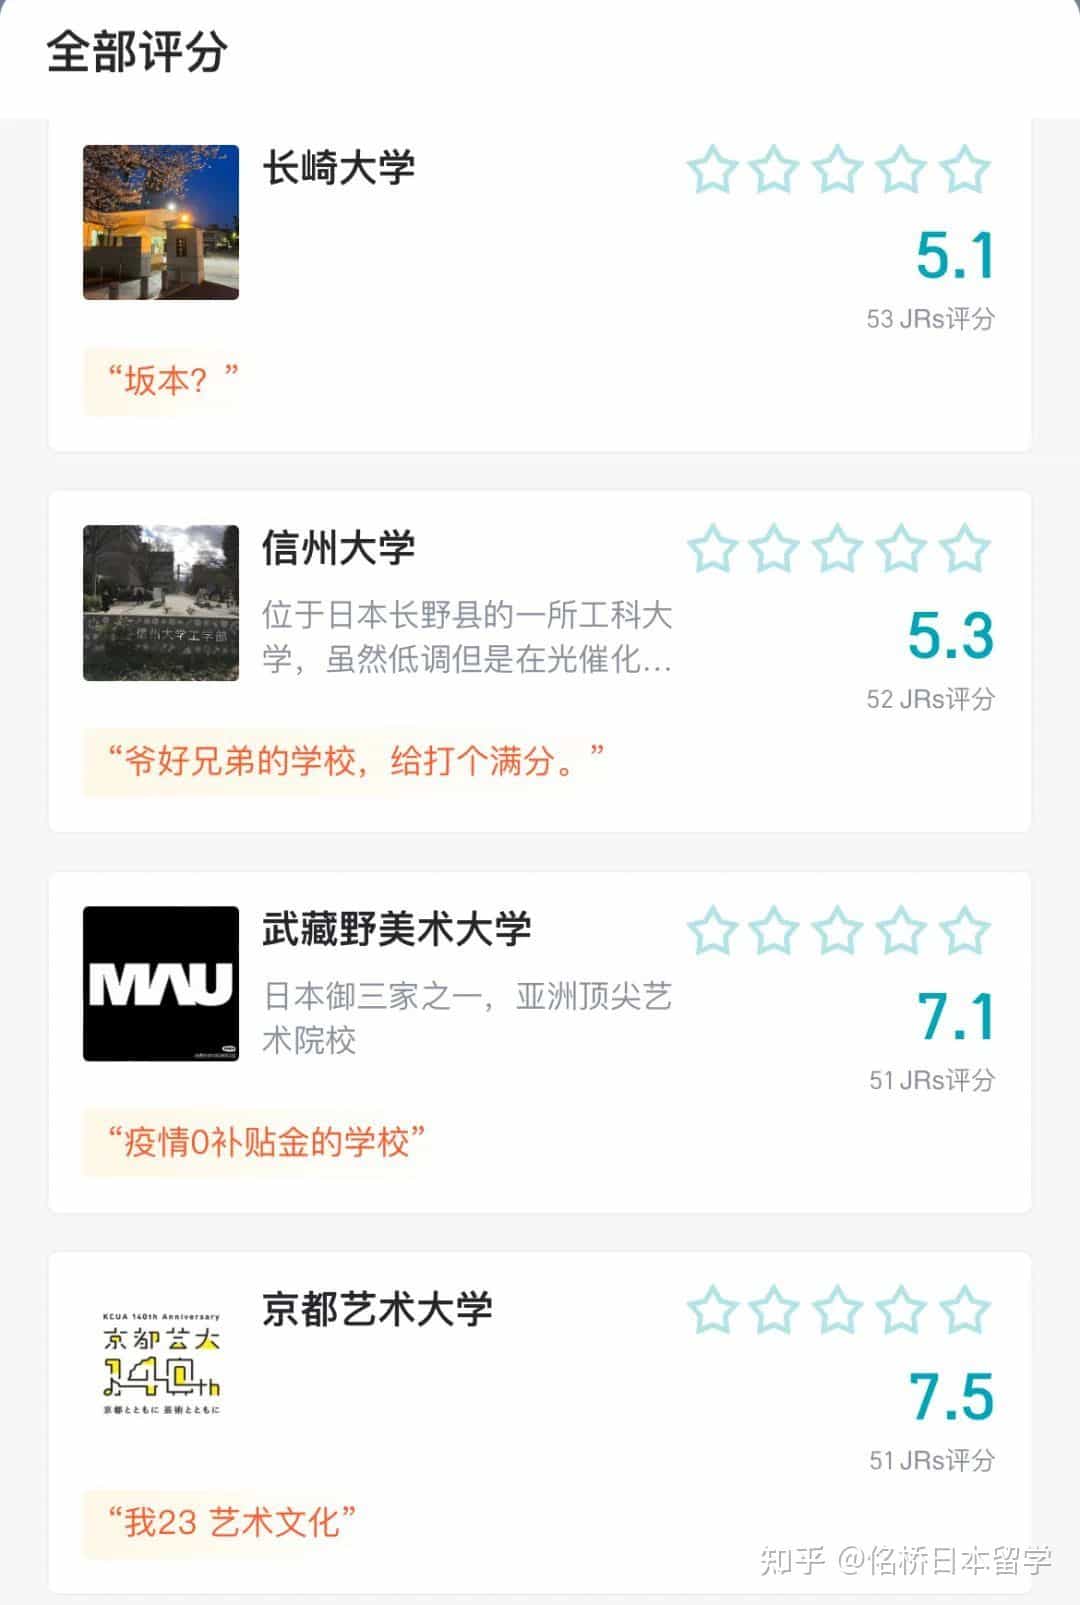 全部评分
长崎大学
5.1
53 JRs评分
“坂本？”
信州大学
信州大学工学部
位于日本长野县的一所工科大
学，虽然低调但是在光催化...
5.3
52 JRs评分
“爷好兄弟的学校，给打个满分。”
武藏野美术大学
MAU
日本御三家之一，亚洲顶尖艺
术院校
7.1
51 JRs评分
“疫情0补贴金的学校”
京都艺术大学
KCUA 140th Anniversary
京都芸大
140th
京都とともに 芸術とともに
7.5
51 JRs评分
“我23 艺术文化”
知乎 @佲桥日本留学